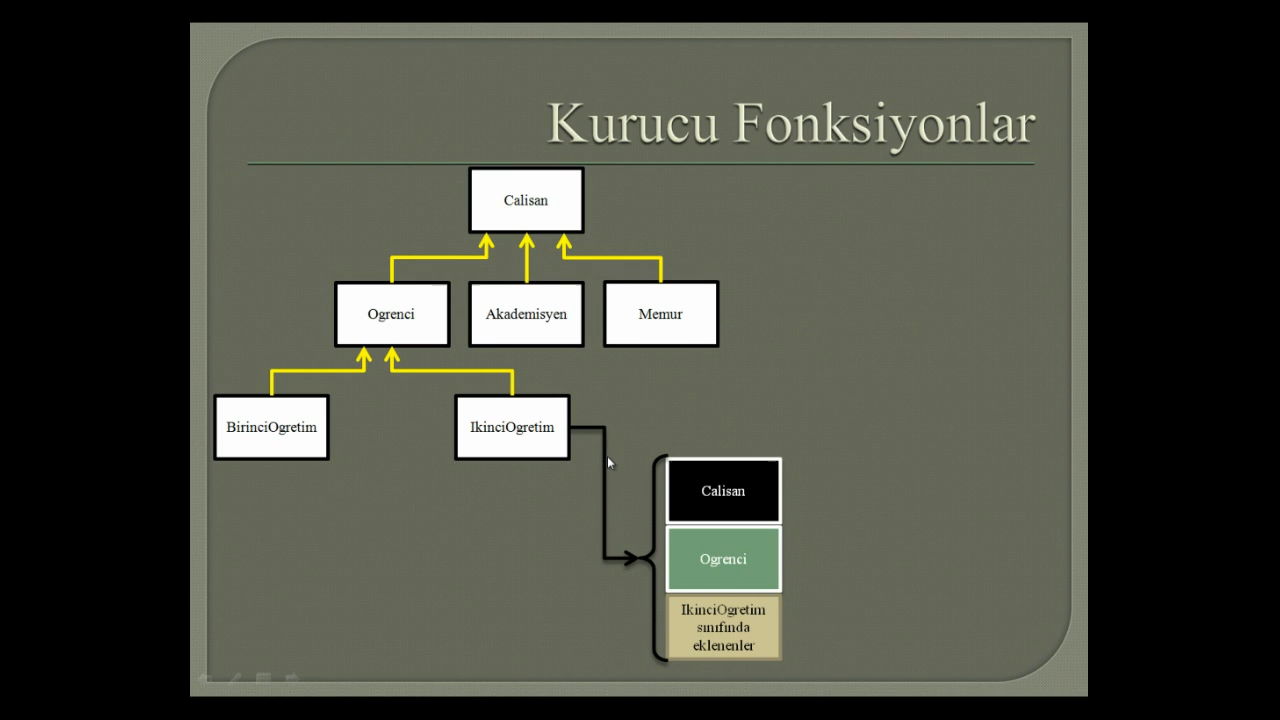 Kurucu Fonksiyonlar
Calisan
Ogrenci
Akademisyen
Memur
BirinciOgretim
IkinciOgretim
Calisan
Ogrenci
IkinciOgretim
sınıfında
eklenenler